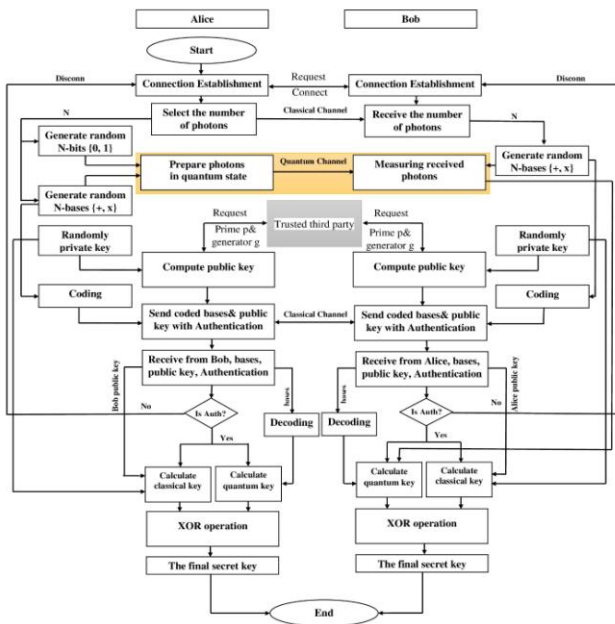 Alice
Bob
Start
Disconn
Disconn
Connection Establishment
Request
Connect
Connection Establishment
N
Select the number
of photons
Classical Channel
Receive the number
of photons
N
Generate random
N-bits {0, 1}
Prepare photons
in quantum state
Quantum Channel
Measuring received
photons
Generate random
N-bases {+, x}
Generate random
N-bases {+, x}
Request
Prime p&
generator g
Trusted third party
Request
Prime p&
generator g
Randomly
private key
Randomly
private key
Compute public key
Compute public key
Coding
Coding
Send coded bases& public
key with Authentication
Classical Channel
Send coded bases& public
key with Authentication
Receive from Bob, bases,
public key, Authentication
Receive from Alice, bases,
public key, Authentication
Bob public key
bases
bases
Alice public key
No
Is Auth?
Decoding
Decoding
Is Auth?
No
Yes
Yes
Calculate
classical key
Calculate
quantum key
Calculate
quantum key
Calculate
classical key
XOR operation
XOR operation
The final secret key
The final secret key
End